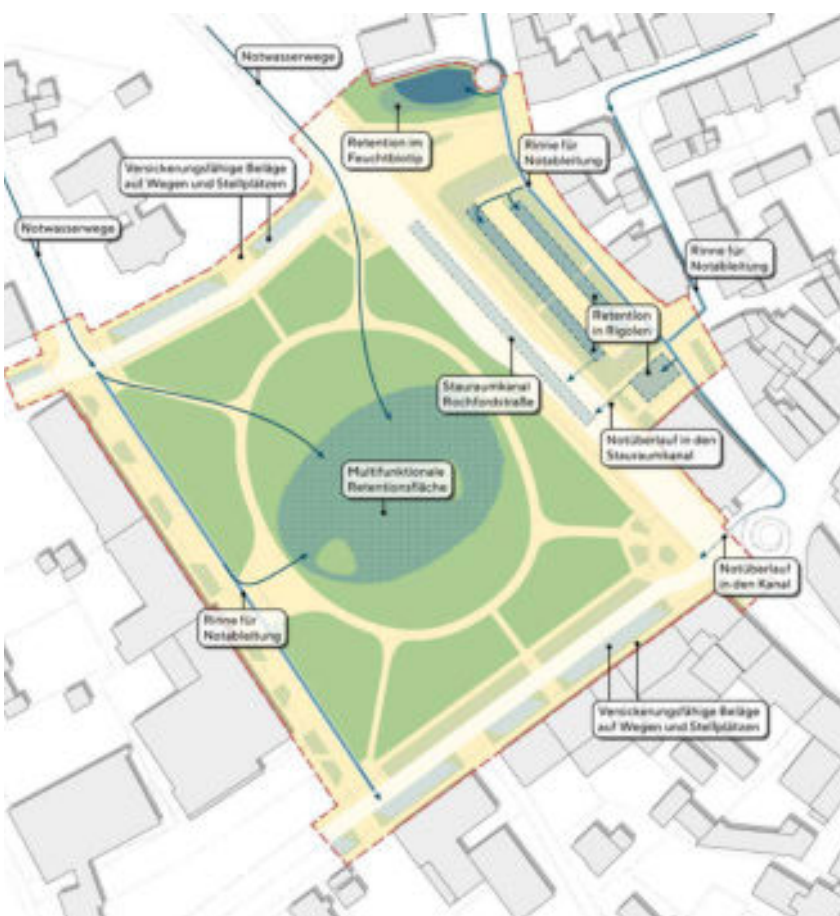 Notwasserwege
Retention im
Feuchtbiotip
Rinne für
Notableitung
Versickerungsfähige Beläge
auf Wegen und Stellplätzen
Notwasserwege
Rinne für
Notableitung
Retention
in Rigolen
Stauraumkanal
Rochfordstraße
Notüberlauf in den
Stauraumkanal
Multifunktionale
Retentionsfläche
Notüberlauf
in den Kanal
Rinne für
Notableitung
Versickerungsfähige Beläge
auf Wegen und Stellplätzen